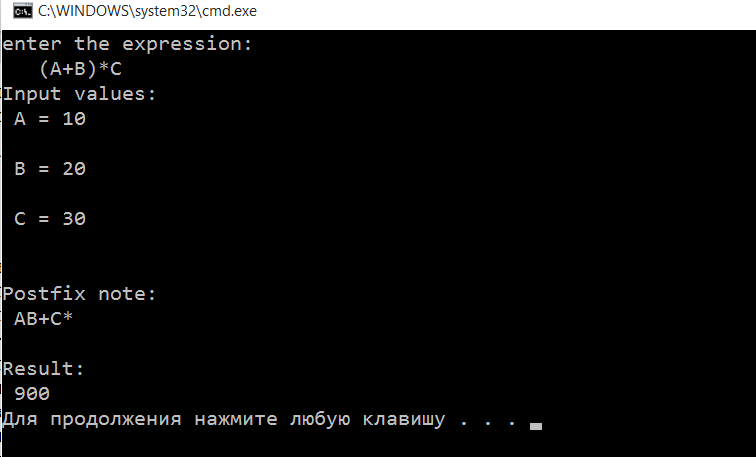 C:\WINDOWS\system32\cmd.exe
enter the expression:
(A+B)*C
Input values:
A = 10
B = 20
C = 30
Postfix note:
AB+C*
Result:
900
Для продолжения нажмите любую клавишу . . .